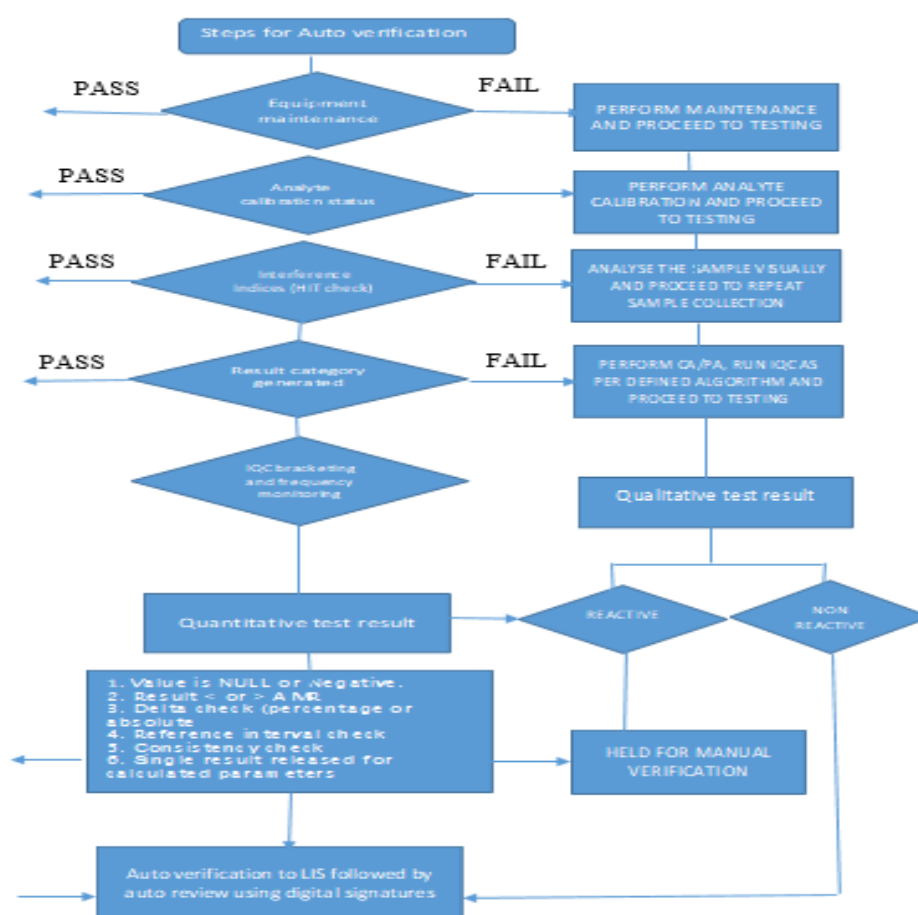 Steps for Auto verification
PASS
FAIL
Equipment
maintenance
PERFORM MAINTENANCE
AND PROCEED TO TESTING
PASS
Analyte
calibration status
PERFORM ANALYTE
CALIBRATION AND PROCEED
TO TESTING
PASS
FAIL
Interference
Indices (HIT check)
ANALYSE THE SAMPLE VISUALLY
AND PROCEED TO REPEAT
SAMPLE COLLECTION
PASS
FAIL
Result category
generated
PERFORM CA/PA, RUN IQC AS
PER DEFINED ALGORITHM AND
PROCEED TO TESTING
IQC bracketing
and frequency
monitoring
Qualitative test result
Quantitative test result
REACTIVE
NON
REACTIVE
1. Value is NULL or Negative.
2. Result < or > AMR
3. Delta check (percentage or
absolute
4. Reference interval check
5. Consistency check
6. Single result released for
calculated parameters
HELD FOR MANUAL
VERIFICATION
Auto verification to LIS followed by
auto review using digital signatures